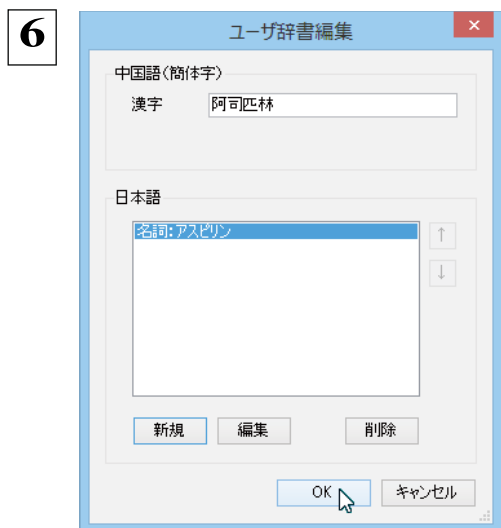 6
ユーザ辞書編集
中国語(簡体字)
漢字 阿司匹林
日本語
名詞:アスピリン
↑
↓
新規 編集 削除
OK キャンセル